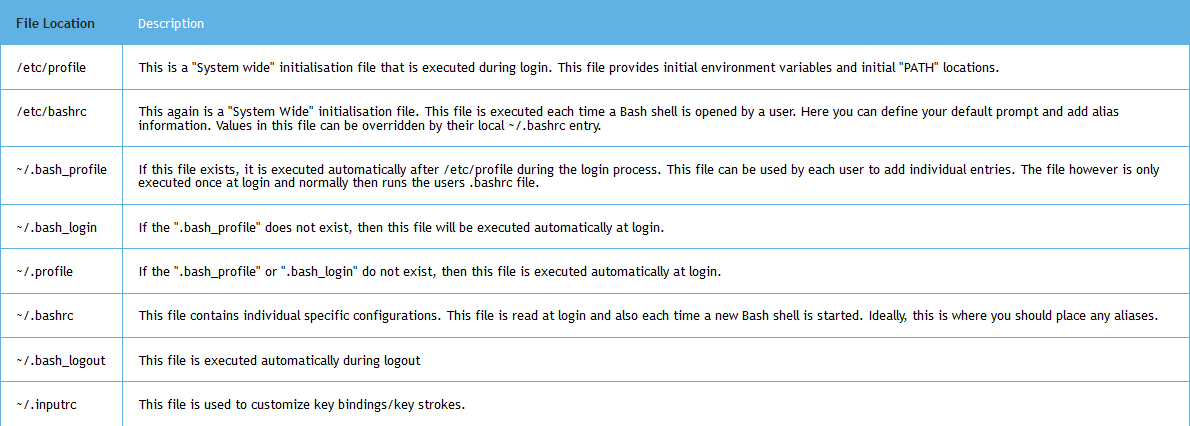 File Location Description
/etc/profile This is a "System wide" initialisation file that is executed during login. This file provides initial environment variables and initial "PATH" locations.
/etc/bashrc This again is a "System Wide" initialisation file. This file is executed each time a Bash shell is opened by a user. Here you can define your default prompt and add alias
information. Values in this file can be overridden by their local ~/.bashrc entry.
~/.bash_profile If this file exists, it is executed automatically after /etc/profile during the login process. This file can be used by each user to add individual entries. The file however is only
executed once at login and normally then runs the users .bashrc file.
~/.bash_login If the ".bash_profile" does not exist, then this file will be executed automatically at login.
~/.profile If the ".bash_profile" or ".bash_login" do not exist, then this file is executed automatically at login.
~/.bashrc This file contains individual specific configurations. This file is read at login and also each time a new Bash shell is started. Ideally, this is where you should place any aliases.
~/.bash_logout This file is executed automatically during logout
~/.inputrc This file is used to customize key bindings/key strokes.